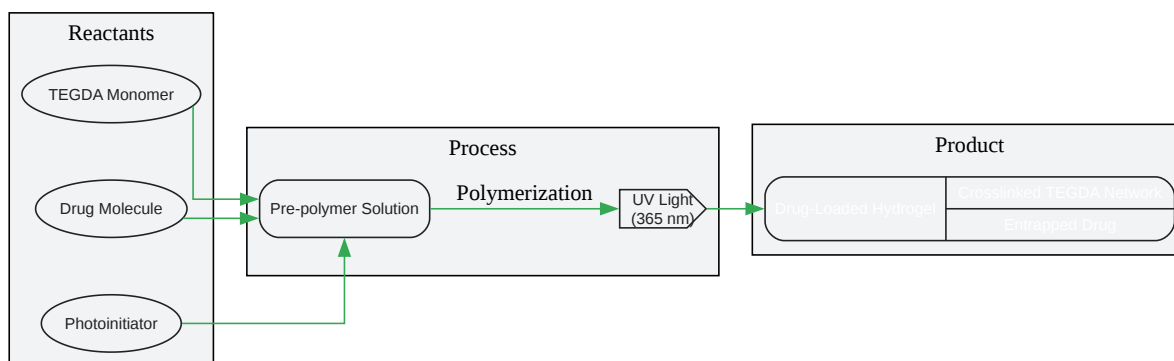 Reactants
TEGDA Monomer
Drug Molecule
Photoinitiator
Process
Pre-polymer Solution
Polymerization
UV Light
(365 nm)
Product
Drug-Loaded Hydrogel
Crosslinked TEGDA Network
Entrapped Drug